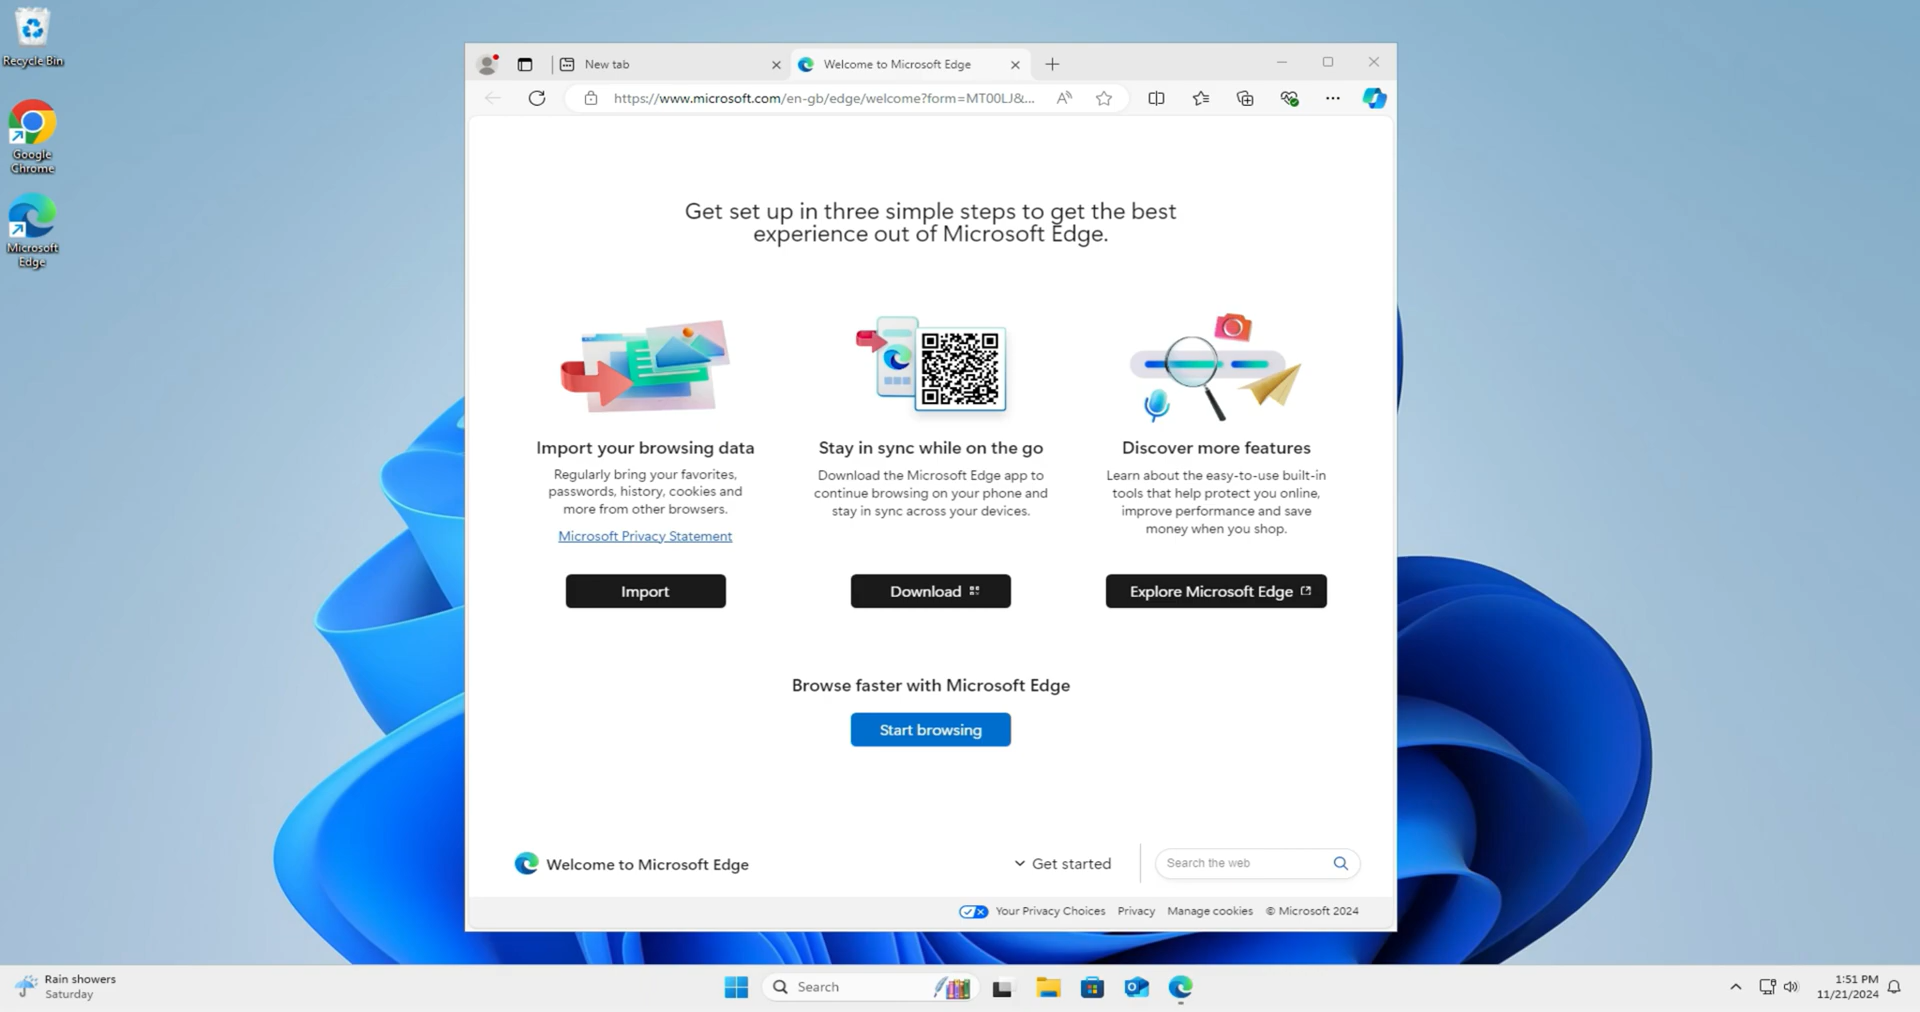 Recycle Bin
Google
Chrome
Microsoft
Edge
New tab
Welcome to Microsoft Edge
https://www.microsoft.com/en-gb/edge/welcome?form=MT00LJ&...
Get set up in three simple steps to get the best
experience out of Microsoft Edge.
Import your browsing data
Regularly bring your favorites,
passwords, history, cookies and
more from other browsers.
Microsoft Privacy Statement
Import
Stay in sync while on the go
Download the Microsoft Edge app to
continue browsing on your phone and
stay in sync across your devices.
Download
Discover more features
Learn about the easy-to-use built-in
tools that help protect you online,
improve performance and save
money when you shop.
Explore Microsoft Edge
Browse faster with Microsoft Edge
Start browsing
Welcome to Microsoft Edge
Get started
Search the web
Your Privacy Choices
Privacy
Manage cookies
© Microsoft 2024
Rain showers
Saturday
Search
1:51 PM
11/21/2024